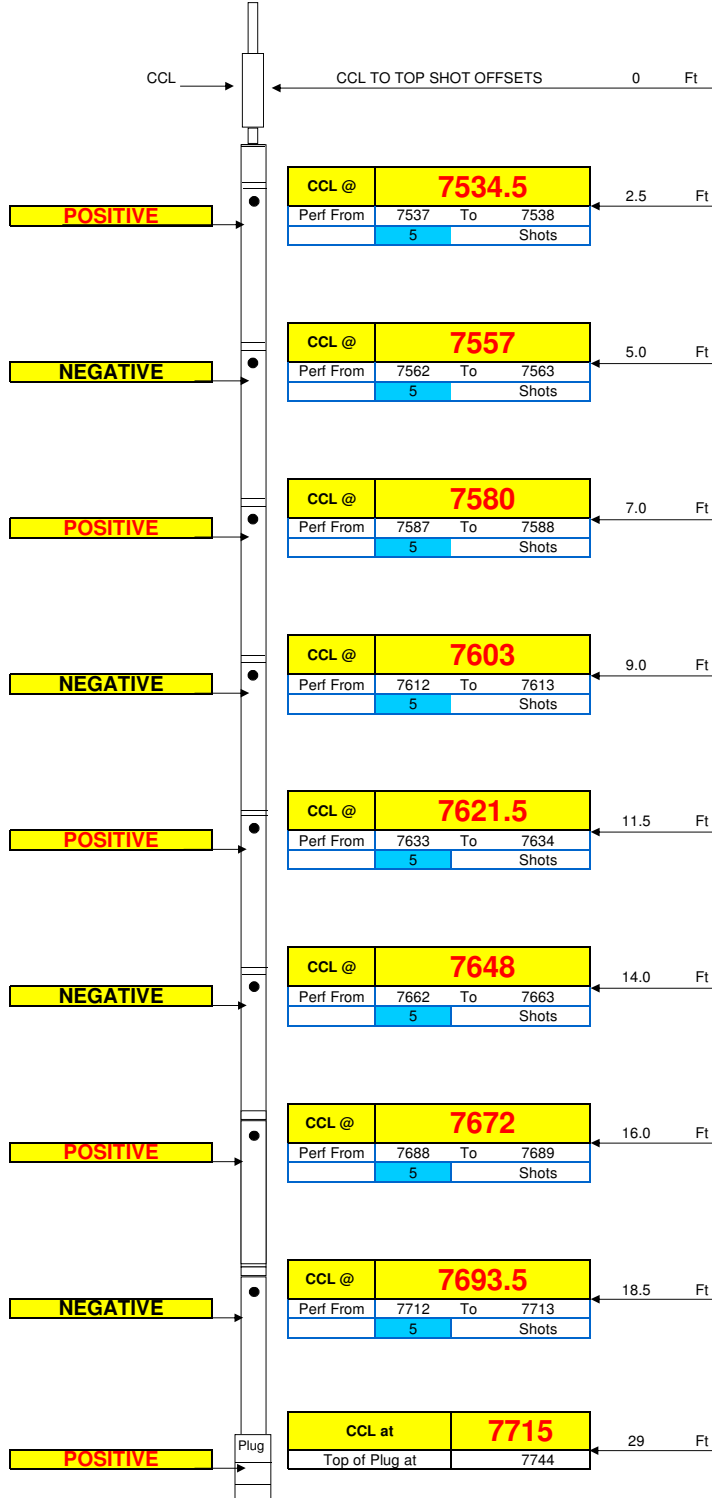 CCL CCL TO TOP SHOT OFFSETS 0 Ft
CCL @ 7534.5 2.5 Ft
POSITIVE Perf From 7537 To 7538
5 Shots
CCL @ 7557 5.0 Ft
NEGATIVE Perf From 7562 To 7563
5 Shots
CCL @ 7580 7.0 Ft
POSITIVE Perf From 7587 To 7588
5 Shots
CCL @ 7603 9.0 Ft
NEGATIVE Perf From 7612 To 7613
5 Shots
CCL @ 7621.5 11.5 Ft
POSITIVE Perf From 7633 To 7634
5 Shots
CCL @ 7648 14.0 Ft
NEGATIVE Perf From 7662 To 7663
5 Shots
CCL @ 7672 16.0 Ft
POSITIVE Perf From 7688 To 7689
5 Shots
CCL @ 7693.5 18.5 Ft
NEGATIVE Perf From 7712 To 7713
5 Shots
Plug CCL at 7715 29 Ft
POSITIVE Top of Plug at 7744